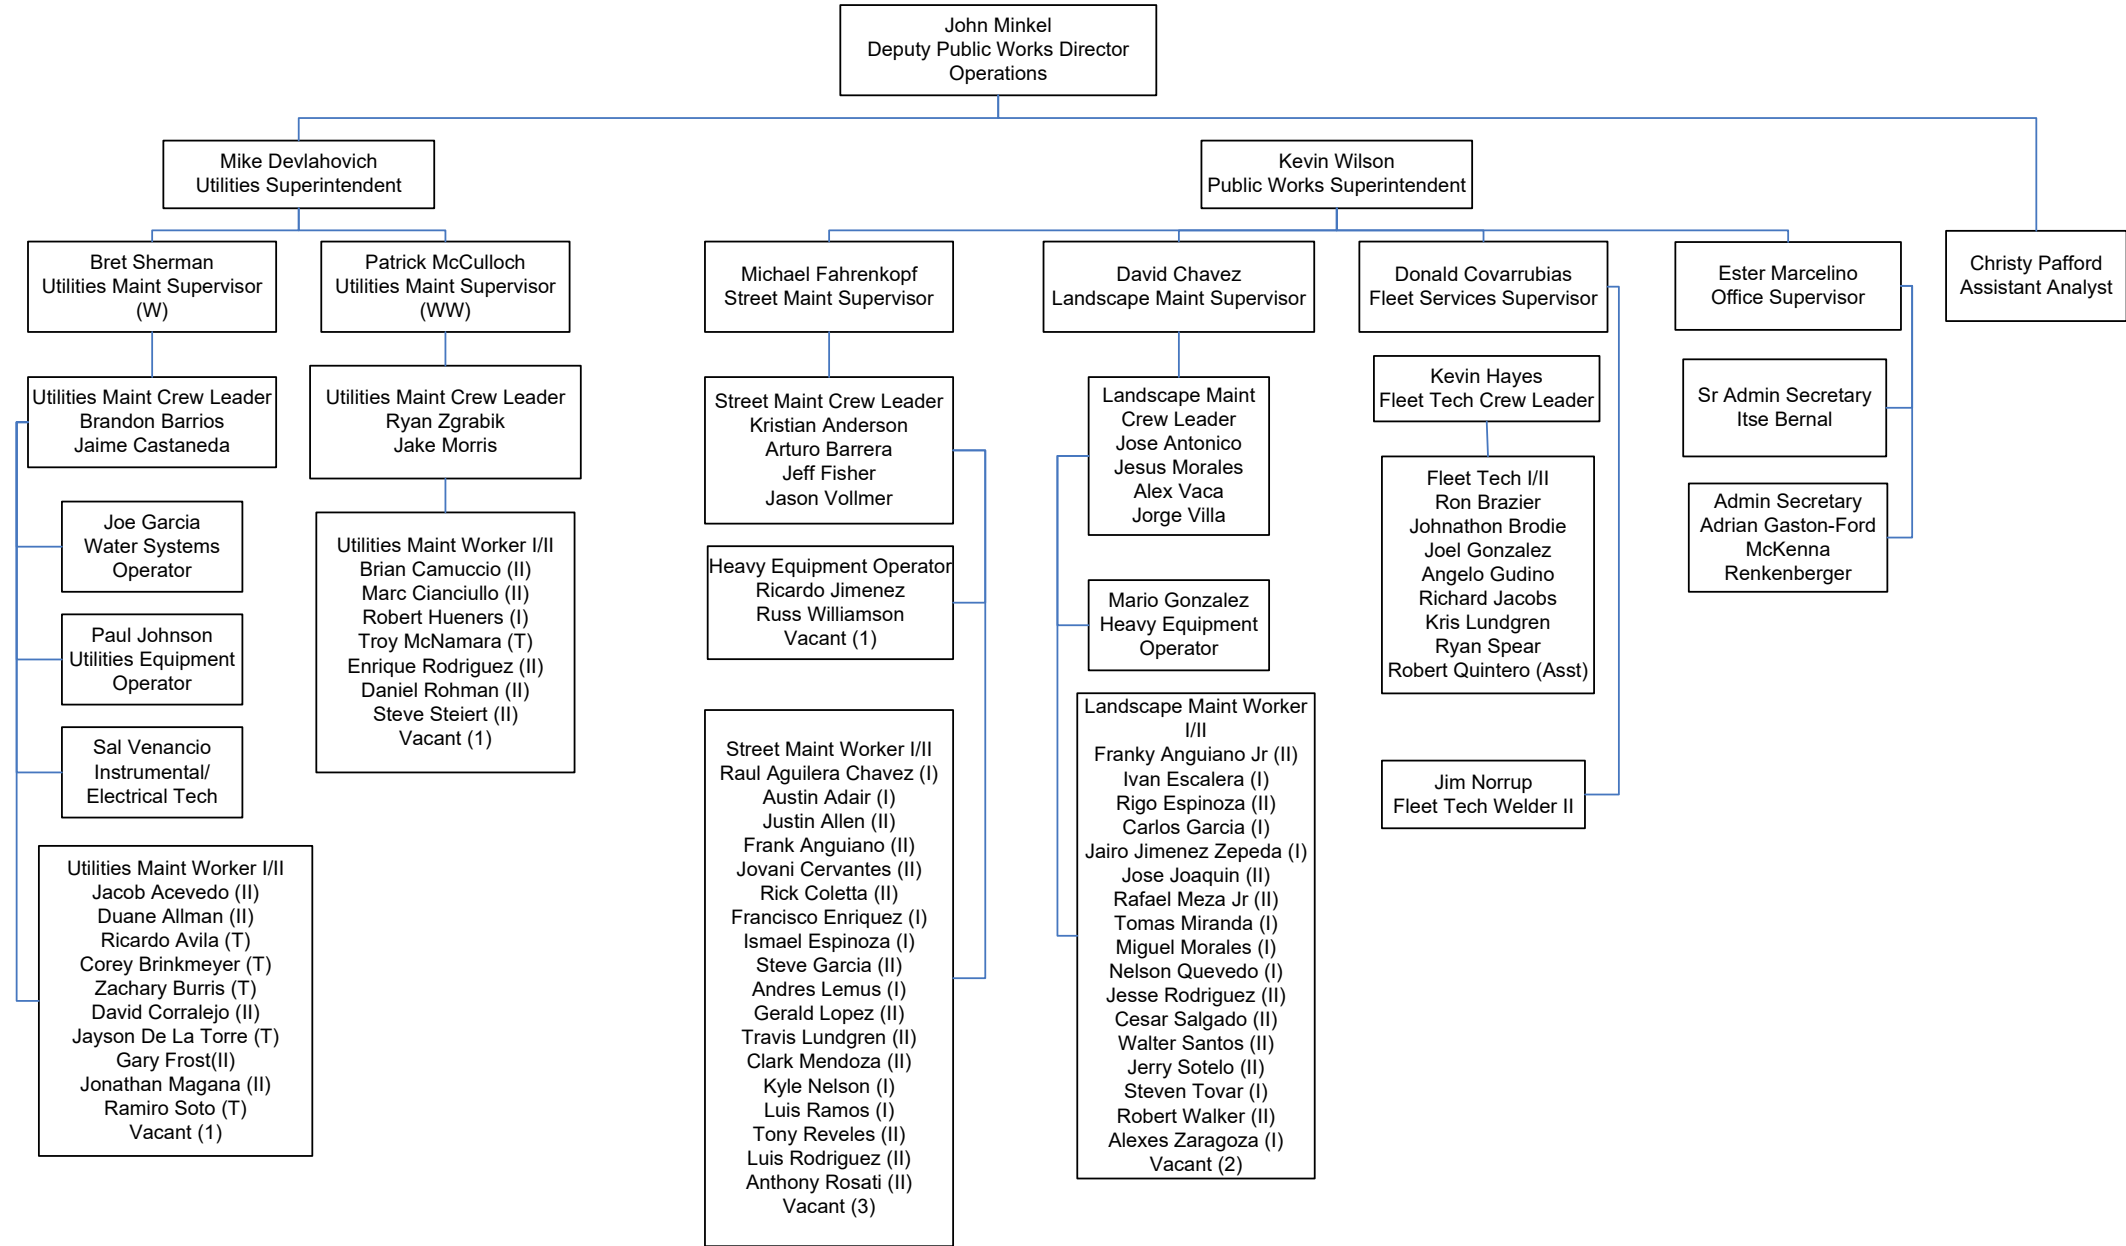 John Minkel
Deputy Public Works Director
Operations
Mike Devlahovich
Utilities Superintendent
Kevin Wilson
Public Works Superintendent
Bret Sherman
Utilities Maint Supervisor
(W)
Patrick McCulloch
Utilities Maint Supervisor
(WW)
Michael Fahrenkopf
Street Maint Supervisor
David Chavez
Landscape Maint Supervisor
Donald Covarrubias
Fleet Services Supervisor
Ester Marcelino
Office Supervisor
Christy Pafford
Assistant Analyst
Utilities Maint Crew Leader
Brandon Barrios
Jaime Castaneda
Joe Garcia
Water Systems
Operator
Paul Johnson
Utilities Equipment
Operator
Sal Venancio
Instrumental/
Electrical Tech
Utilities Maint Worker I/II
Jacob Acevedo (II)
Duane Allman (II)
Ricardo Avila (T)
Corey Brinkmeyer (T)
Zachary Burris (T)
David Corralejo (II)
Jayson De La Torre (T)
Gary Frost(II)
Jonathan Magana (II)
Ramiro Soto (T)
Vacant (1)
Utilities Maint Crew Leader
Ryan Zgrabik
Jake Morris
Utilities Maint Worker I/II
Brian Camuccio (II)
Marc Cianciullo (II)
Robert Hueners (I)
Troy McNamara (T)
Enrique Rodriguez (II)
Daniel Rohman (II)
Steve Steiert (II)
Vacant (1)
Street Maint Crew Leader
Kristian Anderson
Arturo Barrera
Jeff Fisher
Jason Vollmer
Heavy Equipment Operator
Ricardo Jimenez
Russ Williamson
Vacant (1)
Street Maint Worker I/II
Raul Aguilera Chavez (I)
Austin Adair (I)
Justin Allen (II)
Frank Anguiano (II)
Jovani Cervantes (II)
Rick Coletta (II)
Francisco Enriquez (I)
Ismael Espinoza (I)
Steve Garcia (II)
Andres Lemus (I)
Gerald Lopez (II)
Travis Lundgren (II)
Clark Mendoza (II)
Kyle Nelson (I)
Luis Ramos (I)
Tony Reveles (II)
Luis Rodriguez (II)
Anthony Rosati (II)
Vacant (3)
Landscape Maint
Crew Leader
Jose Antonico
Jesus Morales
Alex Vaca
Jorge Villa
Mario Gonzalez
Heavy Equipment
Operator
Landscape Maint Worker
I/II
Franky Anguiano Jr (II)
Ivan Escalera (I)
Rigo Espinoza (II)
Carlos Garcia (I)
Jairo Jimenez Zepeda (I)
Jose Joaquin (II)
Rafael Meza Jr (II)
Tomas Miranda (I)
Miguel Morales (I)
Nelson Quevedo (I)
Jesse Rodriguez (II)
Cesar Salgado (II)
Walter Santos (II)
Jerry Sotelo (II)
Steven Tovar (I)
Robert Walker (II)
Alexes Zaragoza (I)
Vacant (2)
Kevin Hayes
Fleet Tech Crew Leader
Fleet Tech I/II
Ron Brazier
Johnathon Brodie
Joel Gonzalez
Angelo Gudino
Richard Jacobs
Kris Lundgren
Ryan Spear
Robert Quintero (Asst)
Jim Norrup
Fleet Tech Welder II
Sr Admin Secretary
Itse Bernal
Admin Secretary
Adrian Gaston-Ford
McKenna
Renkenberger